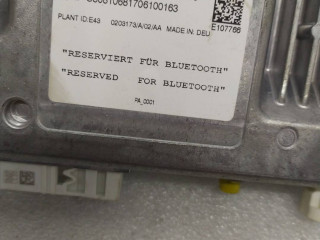 PLANT ID:E43 0203173/A/02/AA MADE IN: DEU
E107766
"RESERVIERT FÜR BLUETOOTH"
"RESERVED FOR BLUETOOTH"
PA_0001